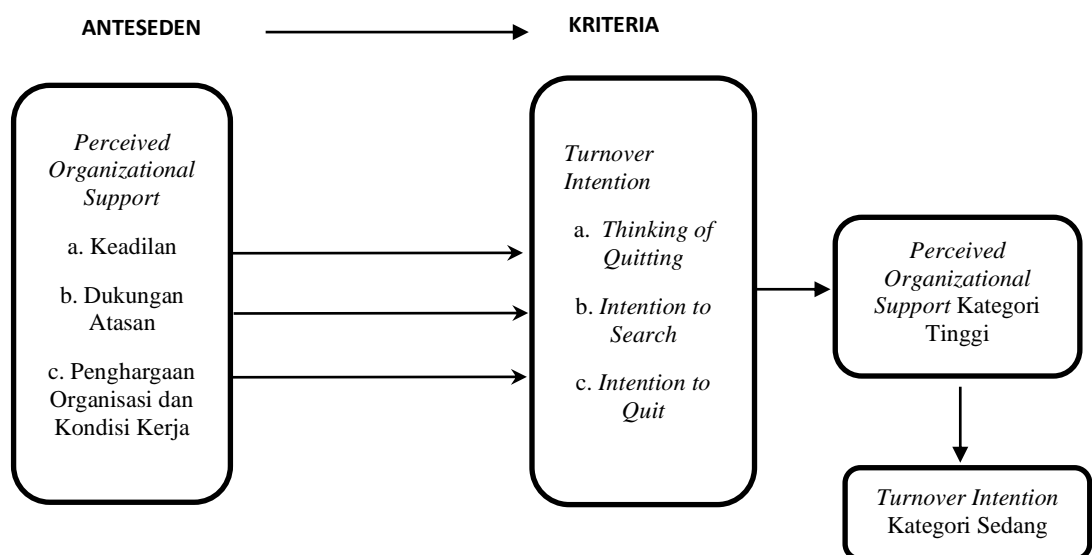 ANTESEDEN
KRITERIA
Perceived
Organizational
Support
a. Keadilan
b. Dukungan
Atasan
c. Penghargaan
Organisasi dan
Kondisi Kerja
Turnover
Intention
a. Thinking of
Quitting
b. Intention to
Search
c. Intention to
Quit
Perceived
Organizational
Support Kategori
Tinggi
Turnover Intention
Kategori Sedang